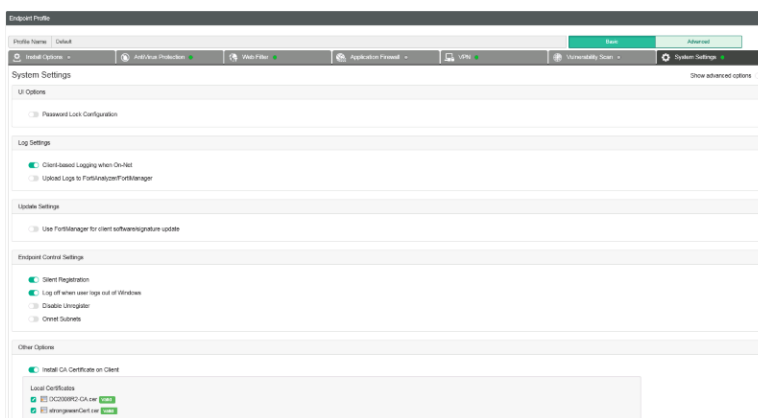 Endpoint Profile
Profile Name Default Basic Advanced
Install Options AntiVirus Protection Web Filter Application Firewall VPN Vulnerability Scan System Settings
System Settings Show advanced options
UI Options
Password Lock Configuration
Log Settings
Client-based Logging when On-Net
Upload Logs to FortiAnalyzer/FortiManager
Update Settings
Use FortiManager for client software/signature update
Endpoint Control Settings
Silent Registration
Log off when user logs out of Windows
Disable Unregister
Onnet Subnets
Other Options
Install CA Certificate on Client
Local Certificates
DC2008R2-CA.cer Valid
strongswanCert.cer Valid